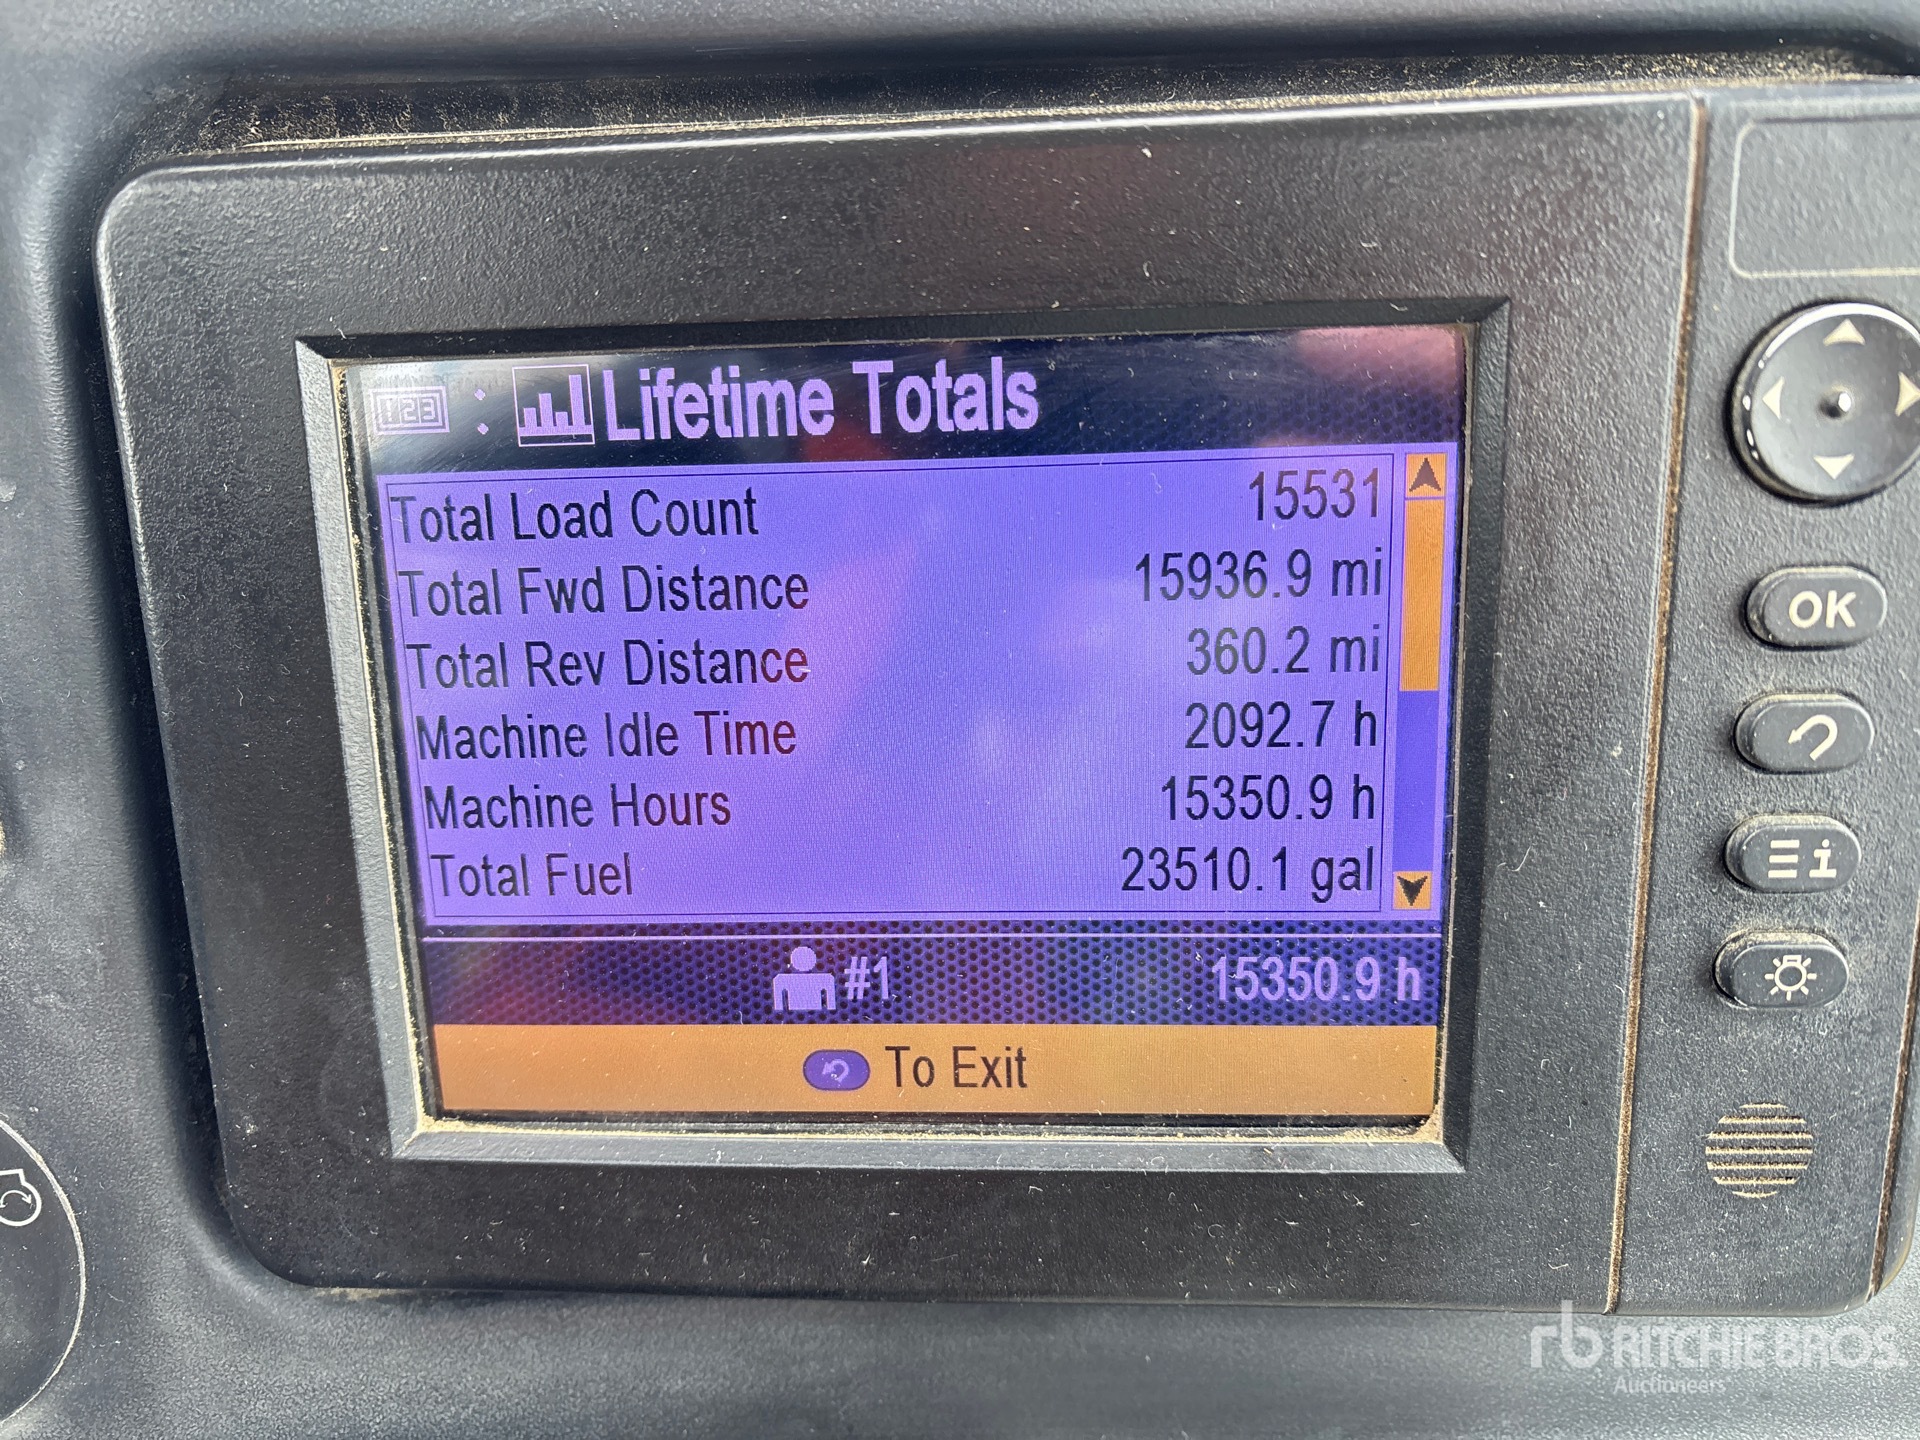 123 : Lifetime Totals
Total Load Count 15531
Total Fwd Distance 15936.9 mi
Total Rev Distance 360.2 mi
Machine Idle Time 2092.7 h
Machine Hours 15350.9 h
Total Fuel 23510.1 gal
#1 15350.9 h
To Exit
OK
i
rb RITCHIE BROS.
Auctioneers